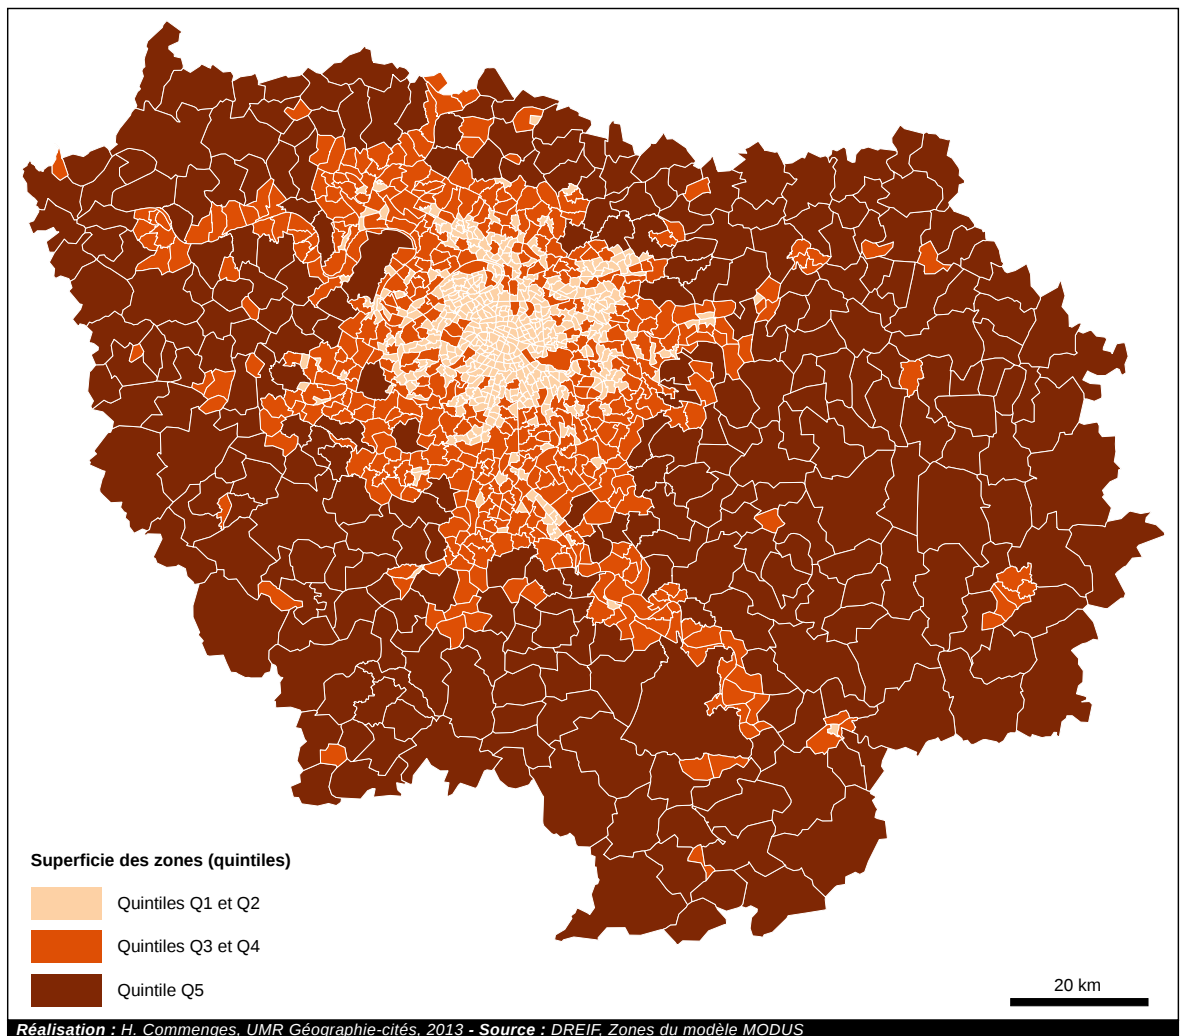 Superficie des zones (quintiles)
Quintiles Q1 et Q2
Quintiles Q3 et Q4
Quintile Q5
20 km
Réalisation : H. Commenges, UMR Géographie-cités, 2013 - Source : DREIF, Zones du modèle MODUS